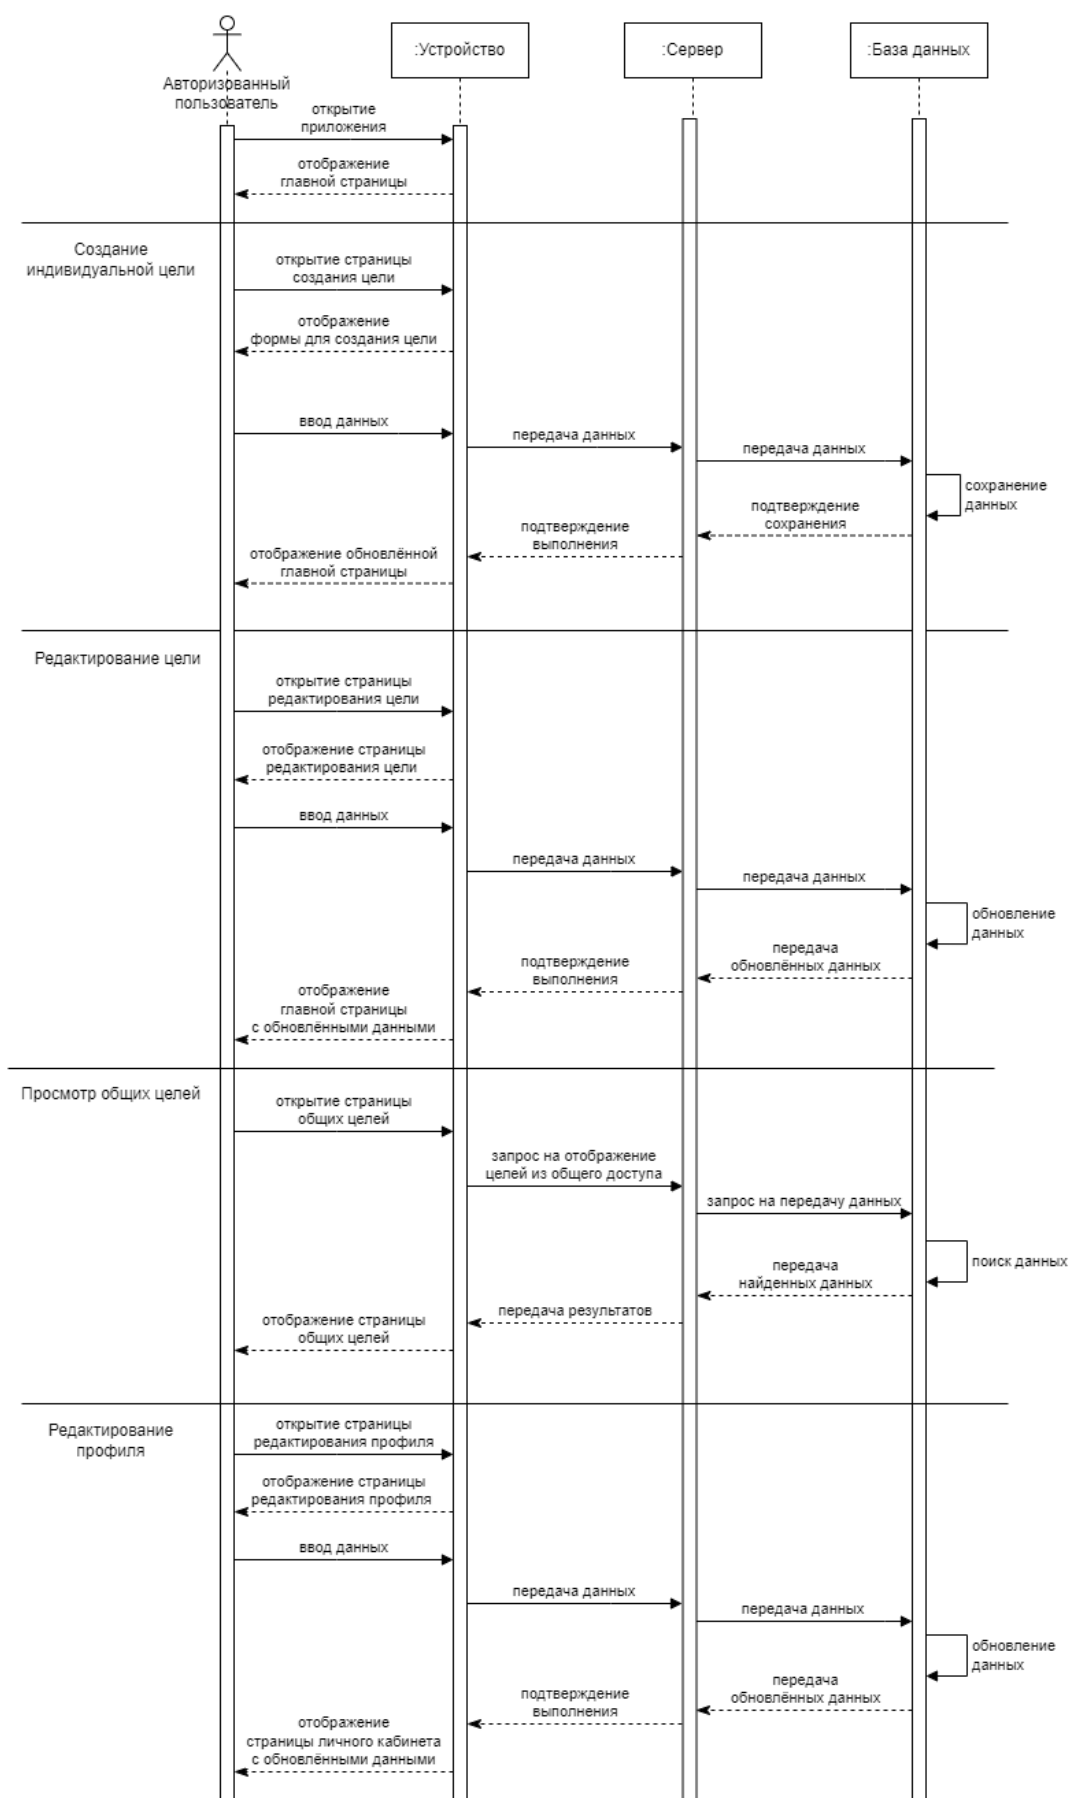 :Устройство
:Сервер
:База данных
Авторизованный
пользователь
открытие
приложения
отображение
главной страницы
Создание
индивидуальной цели
открытие страницы
создания цели
отображение
формы для создания цели
ввод данных
передача данных
передача данных
сохранение
данных
подтверждение
сохранения
подтверждение
выполнения
отображение обновлённой
главной страницы
Редактирование цели
открытие страницы
редактирования цели
отображение страницы
редактирования цели
ввод данных
передача данных
передача данных
обновление
данных
передача
обновлённых данных
подтверждение
выполнения
отображение
главной страницы
с обновлёнными данными
Просмотр общих целей
открытие страницы
общих целей
запрос на отображение
целей из общего доступа
запрос на передачу данных
поиск данных
передача
найденных данных
передача результатов
отображение страницы
общих целей
Редактирование
профиля
открытие страницы
редактирования профиля
отображение страницы
редактирования профиля
ввод данных
передача данных
передача данных
обновление
данных
передача
обновлённых данных
подтверждение
выполнения
отображение
страницы личного кабинета
с обновлёнными данными